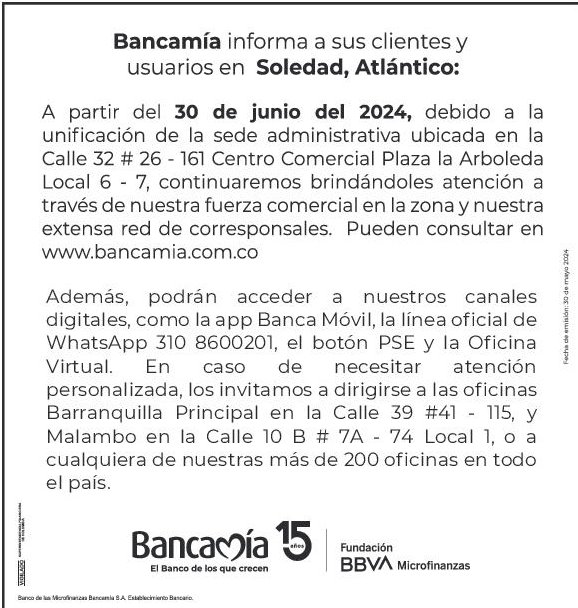 Bancamía informa a sus clientes y
usuarios en Soledad, Atlántico:
A partir del 30 de junio del 2024, debido a la
unificación de la sede administrativa ubicada en la
Calle 32 # 26 - 161 Centro Comercial Plaza la Arboleda
Local 6 - 7, continuaremos brindándoles atención a
través de nuestra fuerza comercial en la zona y nuestra
extensa red de corresponsales. Pueden consultar en
www.bancamia.com.co
Además, podrán acceder a nuestros canales
digitales, como la app Banca Móvil, la línea oficial de
WhatsApp 310 8600201, el botón PSE y la Oficina
Virtual. En caso de necesitar atención
personalizada, los invitamos a dirigirse a las oficinas
Barranquilla Principal en la Calle 39 #41 - 115, y
Malambo en la Calle 10 B # 7A - 74 Local 1, o a
cualquiera de nuestras más de 200 oficinas en todo
el país.
Fecha de emisión: 30 de mayo 2024
Bancamía 15 años
El Banco de los que crecen
Fundación
BBVA Microfinanzas
VIGILADO
Banco de las Microfinanzas Bancamía S.A. Establecimiento Bancario.